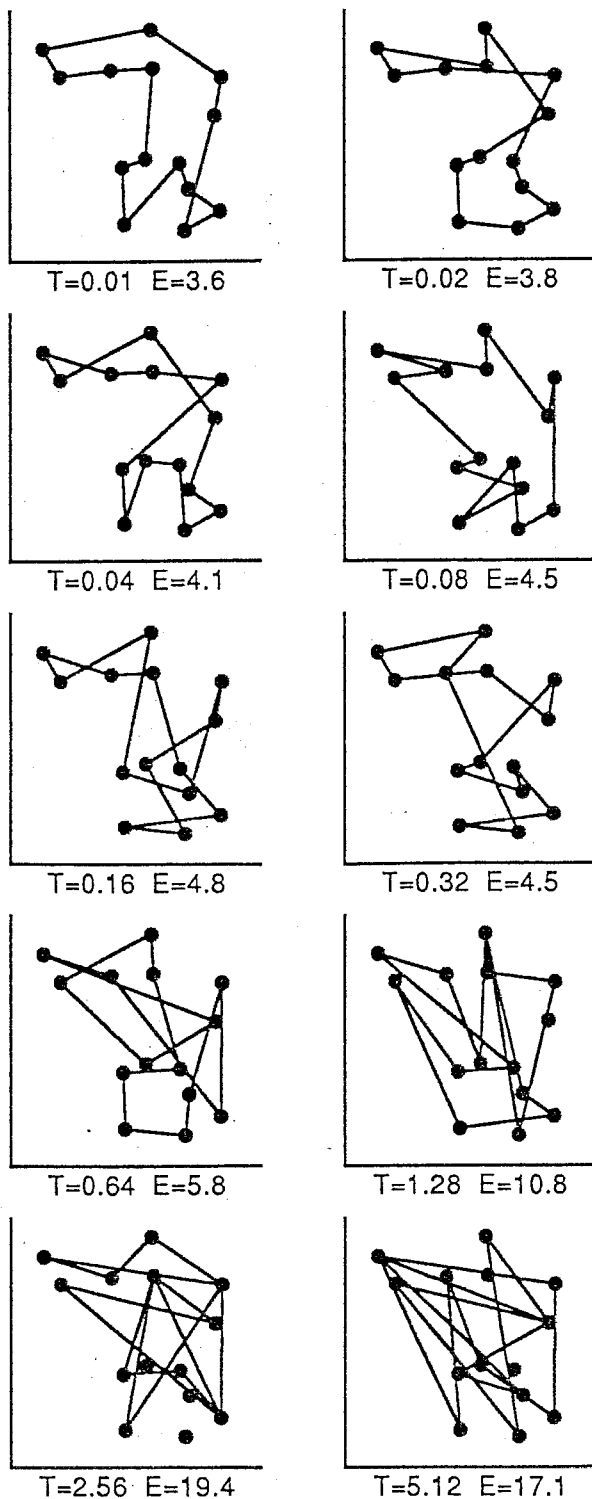 T=0.01 E=3.6
T=0.02 E=3.8
T=0.04 E=4.1
T=0.08 E=4.5
T=0.16 E=4.8
T=0.32 E=4.5
T=0.64 E=5.8
T=1.28 E=10.8
T=2.56 E=19.4
T=5.12 E=17.1